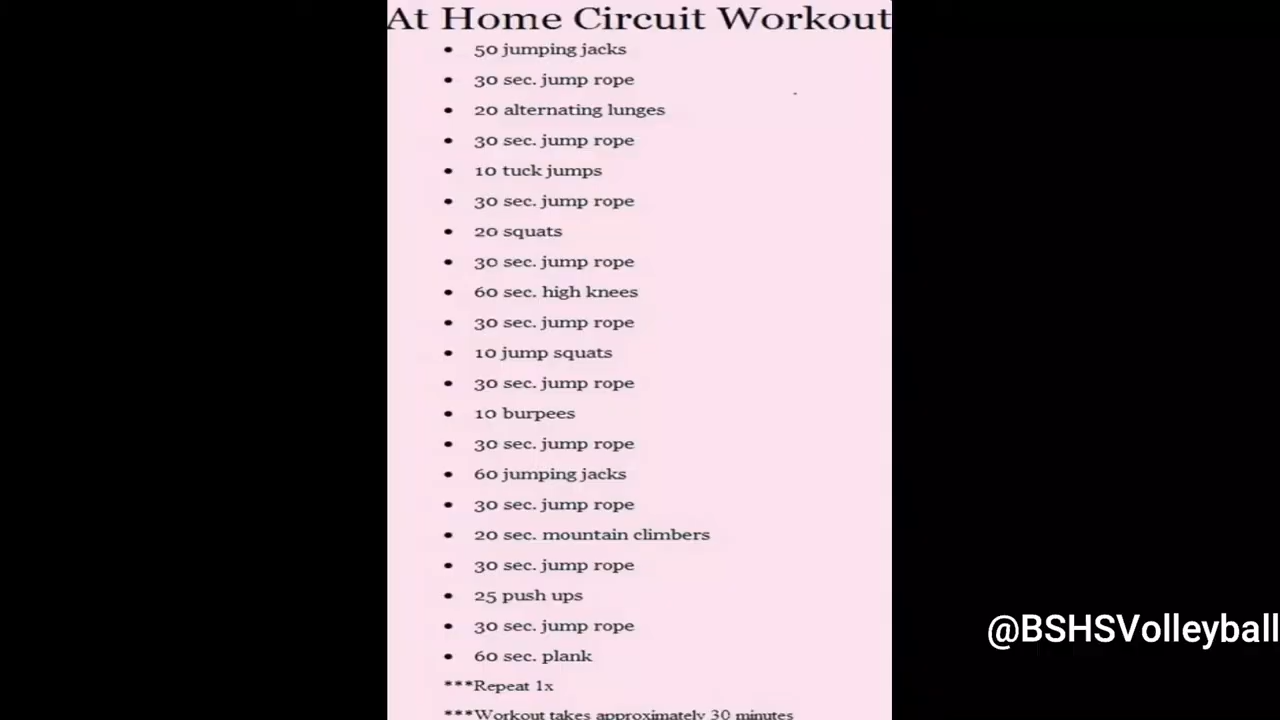 At Home Circuit Workout
• 50 jumping jacks
• 30 sec. jump rope
• 20 alternating lunges
• 30 sec. jump rope
• 10 tuck jumps
• 30 sec. jump rope
• 20 squats
• 30 sec. jump rope
• 60 sec. high knees
• 30 sec. jump rope
• 10 jump squats
• 30 sec. jump rope
• 10 burpees
• 30 sec. jump rope
• 60 jumping jacks
• 30 sec. jump rope
• 20 sec. mountain climbers
• 30 sec. jump rope
• 25 push ups
• 30 sec. jump rope
• 60 sec. plank
***Repeat 1x
***Workout takes approximately 30 minutes
@BSHSVolleyball